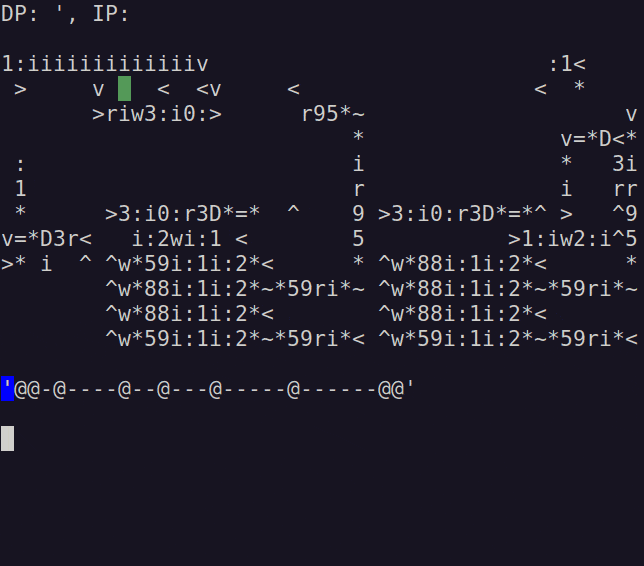 DP: ', IP:
1:iiiiiiiiiiiiiv                          :1<
 >     v    <  <v     <                  <  *
       >riw3:i0:>      r95*~                    v
                           *               v=*D<*
 :                         i               *   3i
 1                         r               i   rr
 *      >3:i0:r3D*=*  ^    9 >3:i0:r3D*=*^ >   ^9
v=*D3r<   i:2wi:1 <        5           >1:iw2:i^5
>* i  ^ ^w*59i:1i:2*<      * ^w*88i:1i:2*<      *
        ^w*88i:1i:2*~*59ri*~ ^w*88i:1i:2*~*59ri*~
        ^w*88i:1i:2*<        ^w*88i:1i:2*<
        ^w*59i:1i:2*~*59ri*< ^w*59i:1i:2*~*59ri*<
'@@-@----@--@---@-----@------@@'